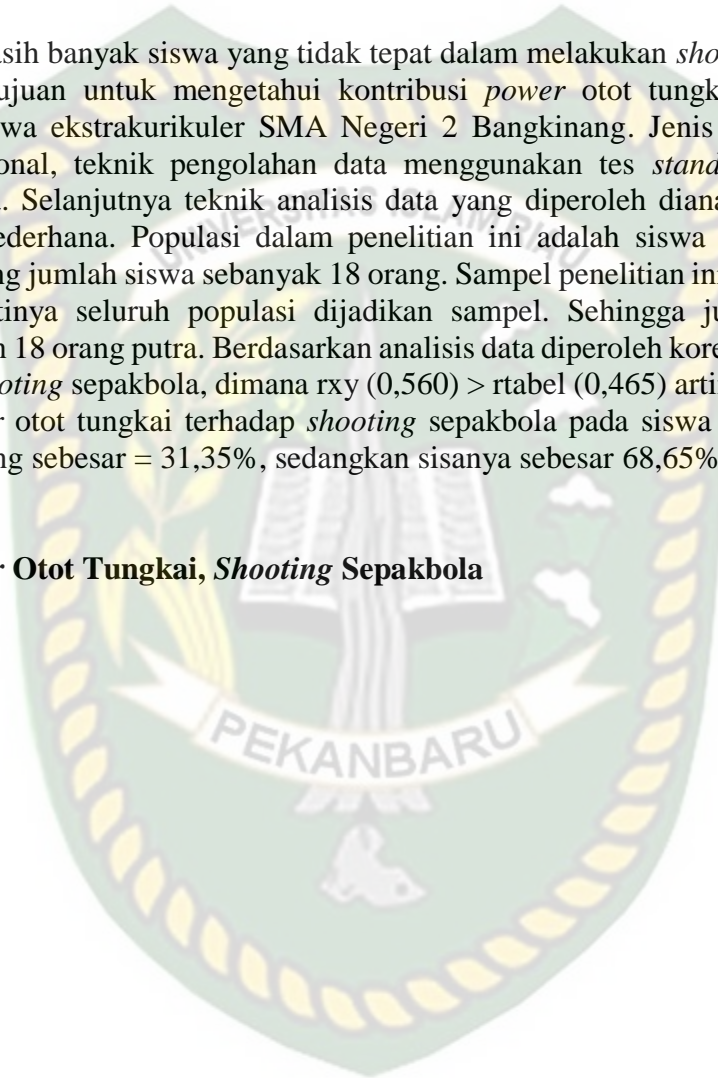 asih banyak siswa yang tidak tepat dalam melakukan sho
ujuan untuk mengetahui kontribusi power otot tungk
wa ekstrakurikuler SMA Negeri 2 Bangkinang. Jenis
onal, teknik pengolahan data menggunakan tes stand
. Selanjutnya teknik analisis data yang diperoleh diana
ederhana. Populasi dalam penelitian ini adalah siswa
ng jumlah siswa sebanyak 18 orang. Sampel penelitian ini
tinya seluruh populasi dijadikan sampel. Sehingga ju
n 18 orang putra. Berdasarkan analisis data diperoleh kore
oting sepakbola, dimana rxy (0,560) > rtabel (0,465) arti
r otot tungkai terhadap shooting sepakbola pada siswa
ng sebesar = 31,35%, sedangkan sisanya sebesar 68,65%
r Otot Tungkai, Shooting Sepakbola
UNIVERSITAS ISLAM RIAU
PEKANBARU